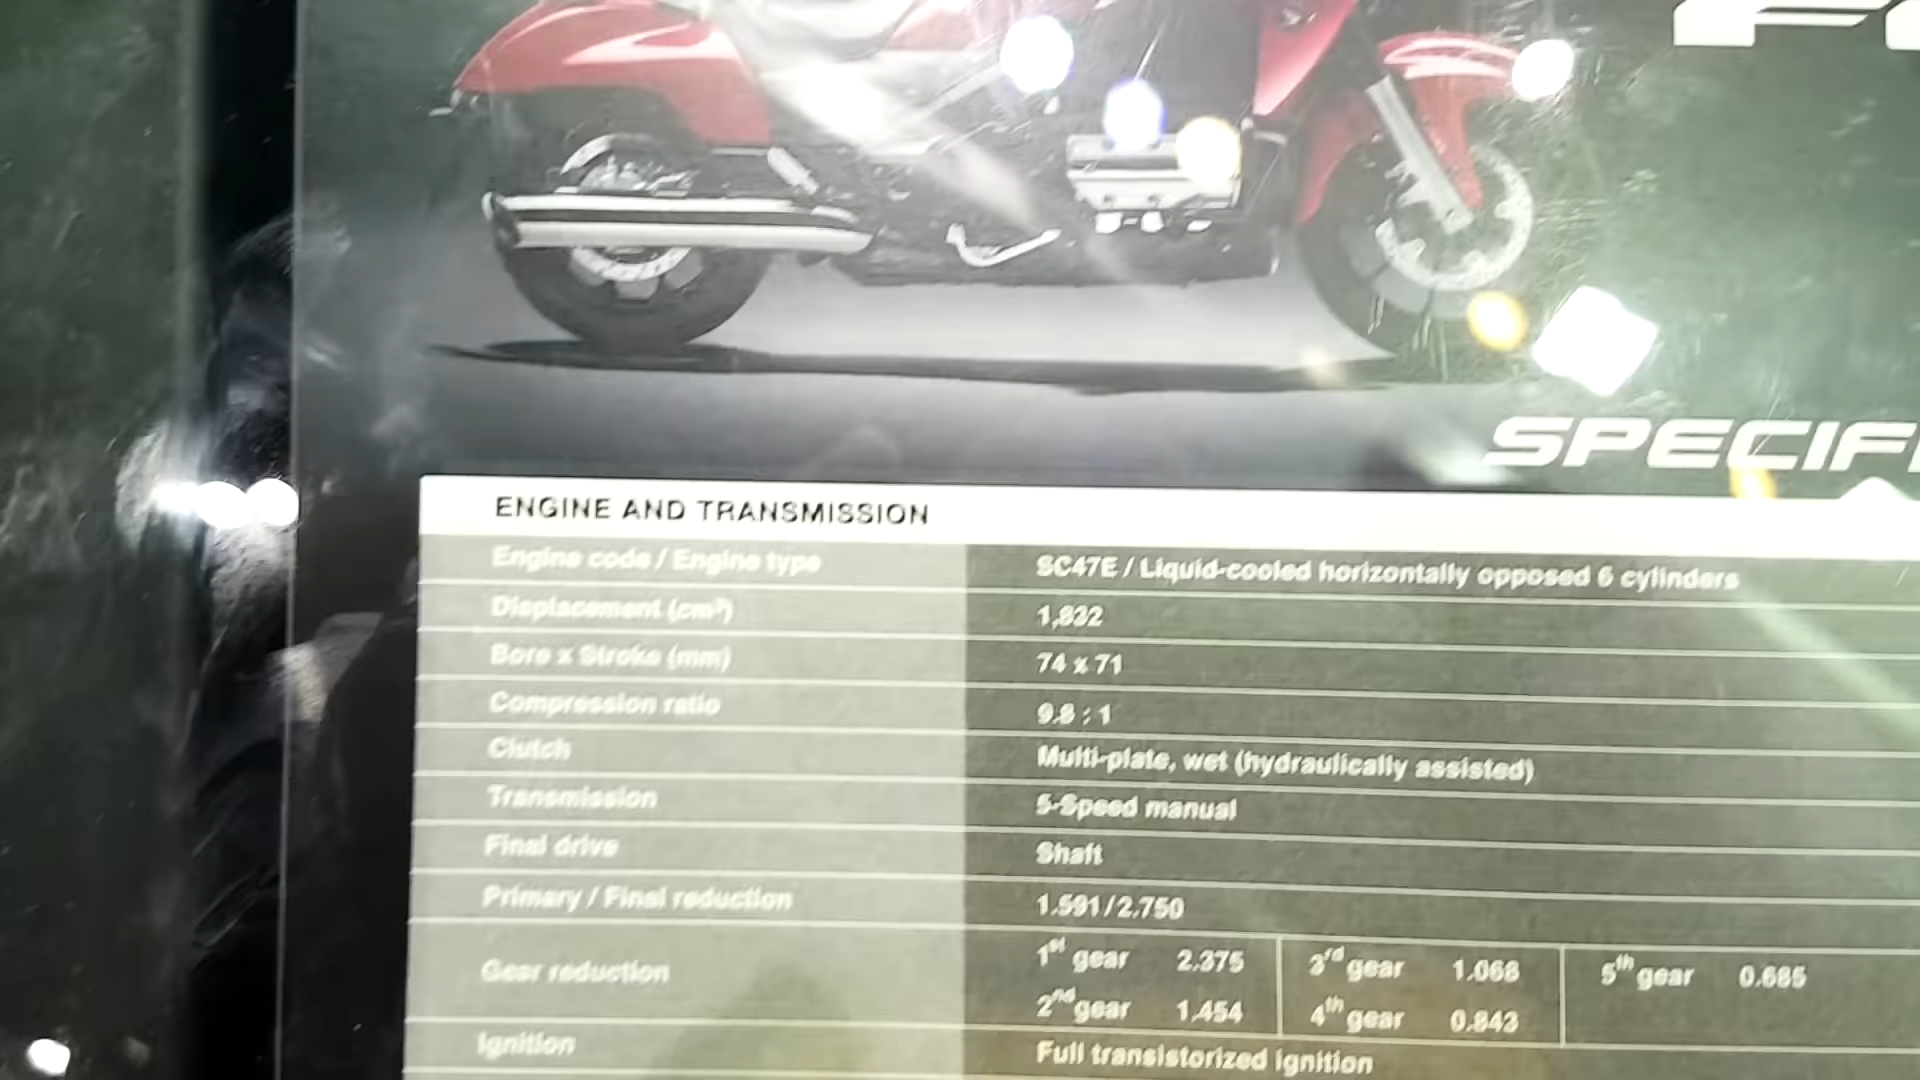 SPECIF
ENGINE AND TRANSMISSION
Engine code / Engine type SC47E / Liquid-cooled horizontally opposed 6 cylinders
Displacement (cm³) 1,832
Bore x Stroke (mm) 74 x 71
Compression ratio 9.8 : 1
Clutch Multi-plate, wet (hydraulically assisted)
Transmission 5-Speed manual
Final drive Shaft
Primary / Final reduction 1.591/2.750
Gear reduction 1st gear 2.375 3rd gear 1.068 5th gear 0.685
2nd gear 1.454 4th gear 0.843
Ignition Full transistorized ignition